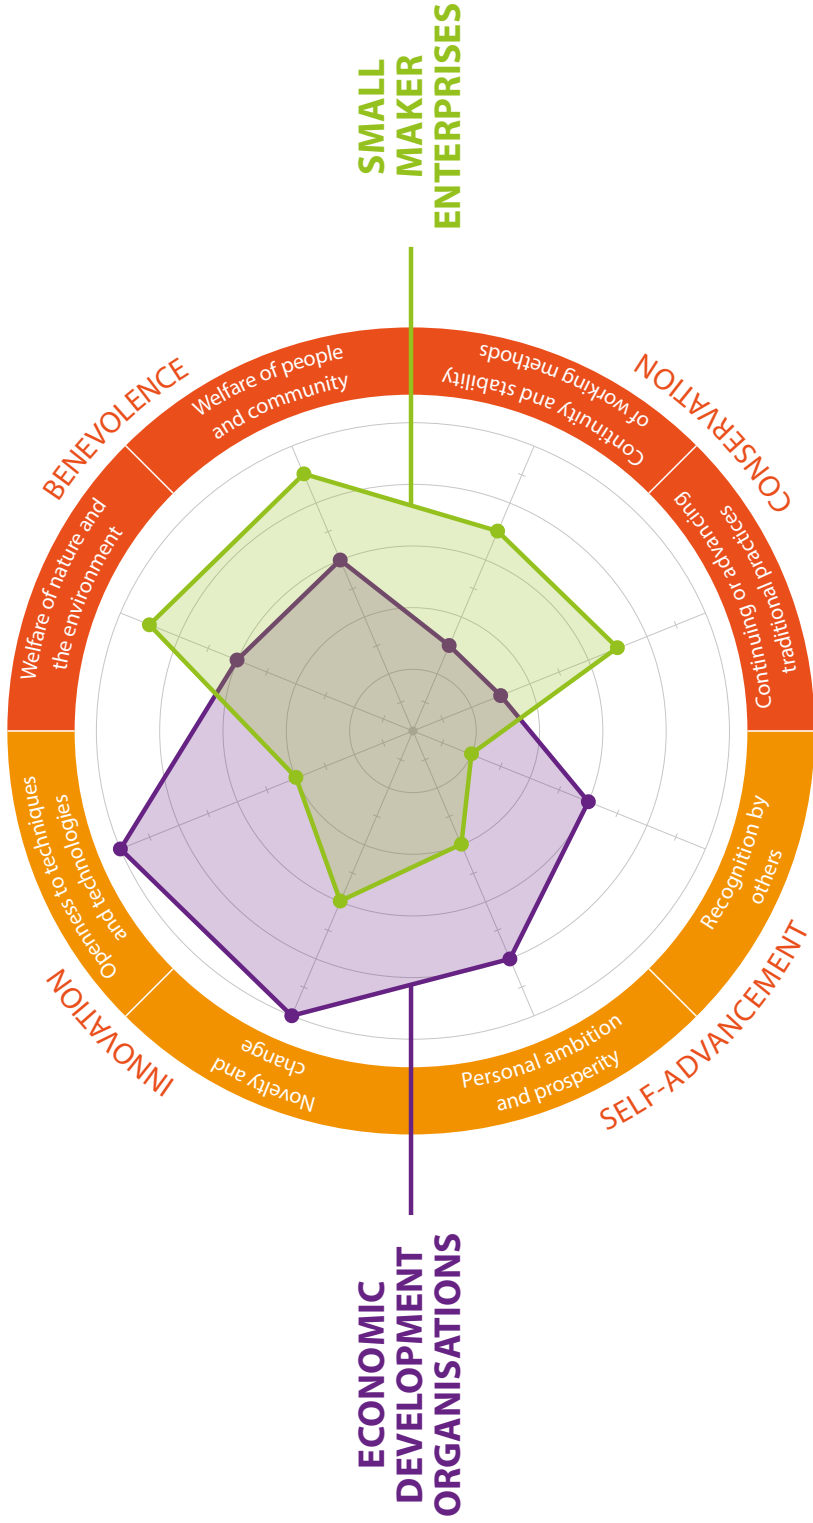 SMALL
MAKER
ENTERPRISES
BENEVOLENCE
Welfare of people
and community
Welfare of nature and
the environment
CONSERVATION
Continuity and stability
of working methods
Continuing or advancing
traditional practices
INNOVATION
Openness to techniques
and technologies
Novelty and
change
SELF-ADVANCEMENT
Recognition by
others
Personal ambition
and prosperity
ECONOMIC
DEVELOPMENT
ORGANISATIONS